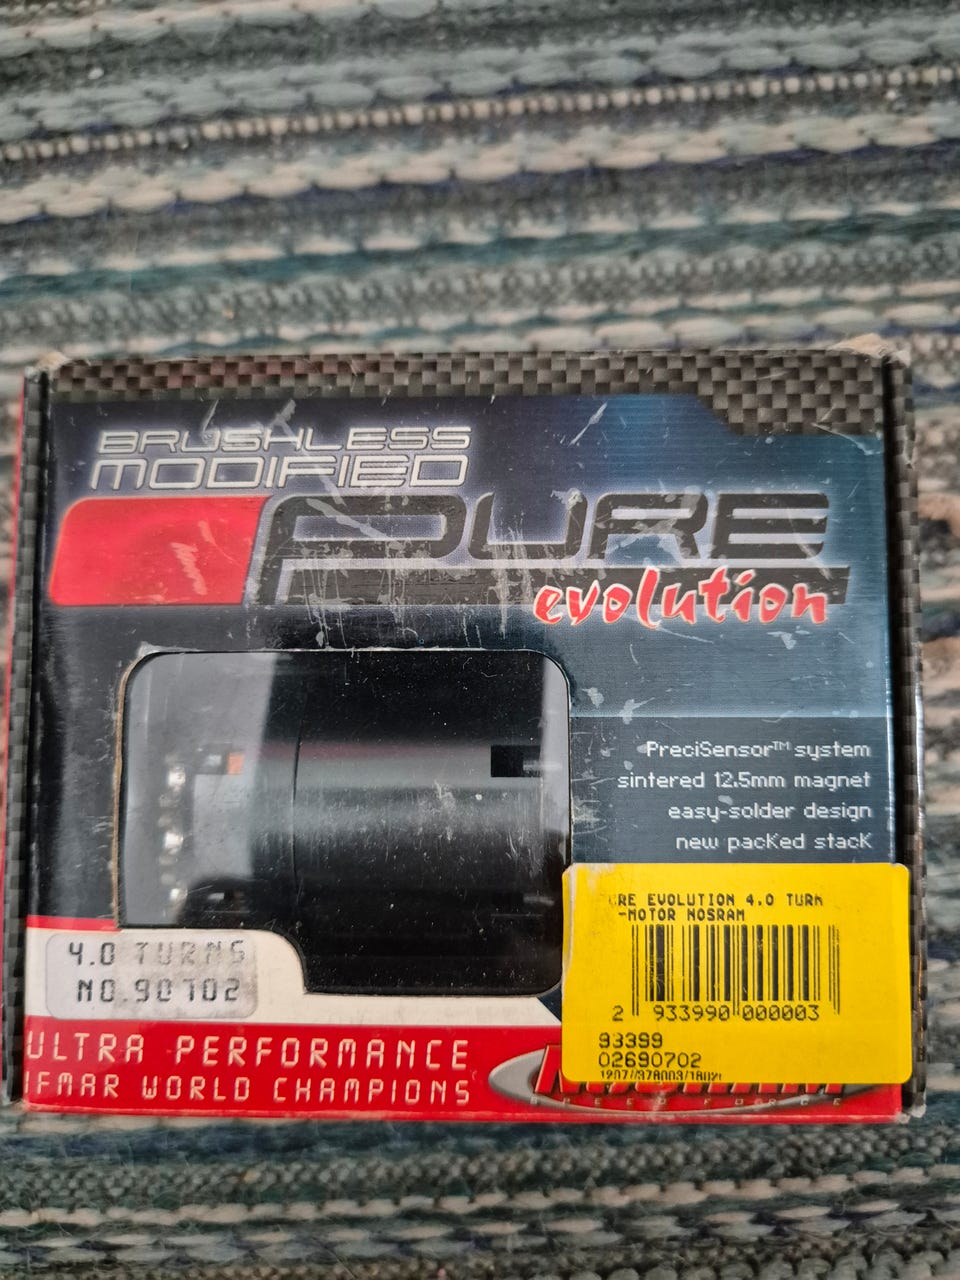 BRUSHLESS
MODIFIED
PURE
evolution
PreciSensor™ system
sintered 12.5mm magnet
easy-solder design
new packed stack
RE EVOLUTION 4.0 TURN
-MOTOR NOSRAM
2 933990 000003
93399
02690702
4.0 TURNS
NO.90702
ULTRA PERFORMANCE
IFMAR WORLD CHAMPIONS
SPEED FORCE